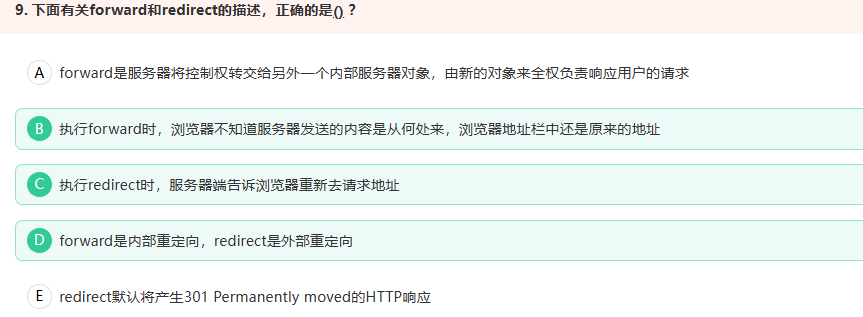 9. 下面有关forward和redirect的描述，正确的是() ？
A forward是服务器将控制权转交给另外一个内部服务器对象，由新的对象来全权负责响应用户的请求
B 执行forward时，浏览器不知道服务器发送的内容是从何处来，浏览器地址栏中还是原来的地址
C 执行redirect时，服务器端告诉浏览器重新去请求地址
D forward是内部重定向，redirect是外部重定向
E redirect默认将产生301 Permanently moved的HTTP响应